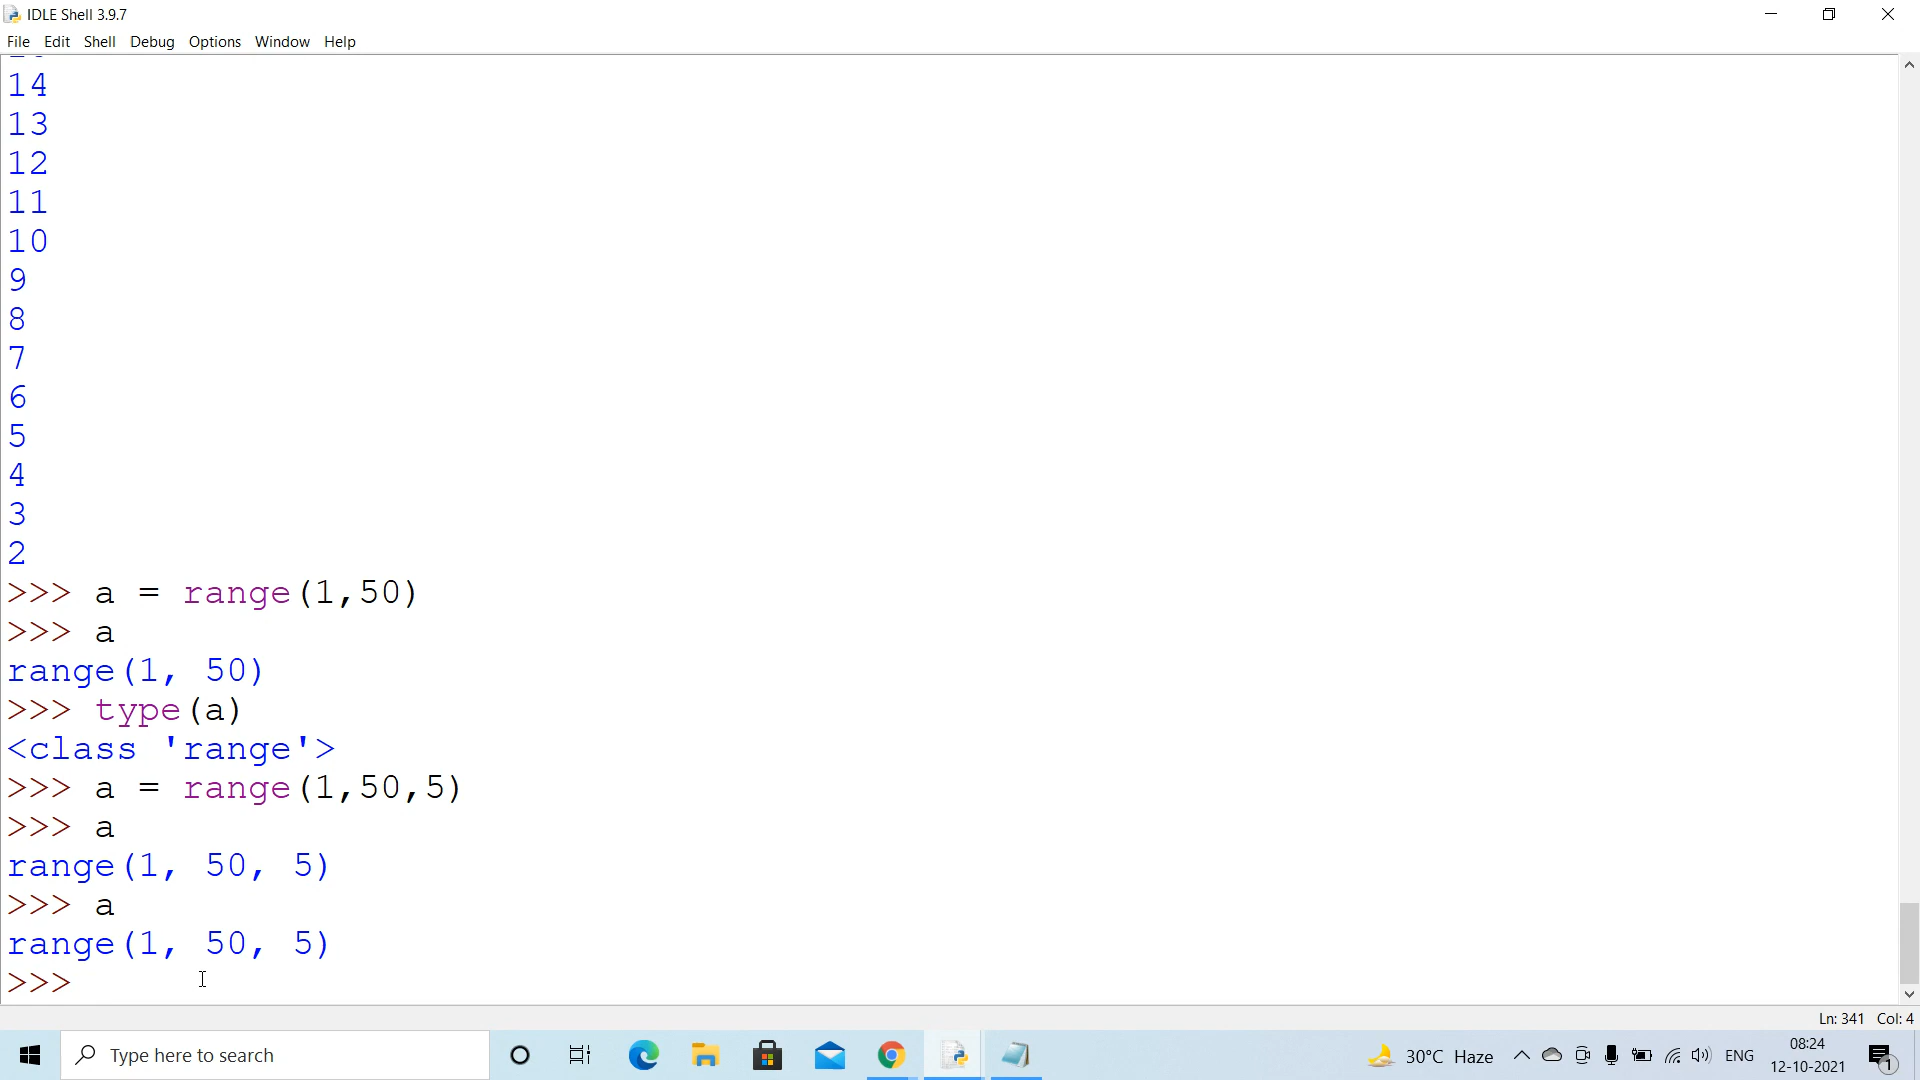 IDLE Shell 3.9.7
File Edit Shell Debug Options Window Help
14
13
12
11
10
9
8
7
6
5
4
3
2
>>> a = range(1,50)
>>> a
range(1, 50)
>>> type(a)
<class 'range'>
>>> a = range(1,50,5)
>>> a
range(1, 50, 5)
>>> a
range(1, 50, 5)
>>>
Ln: 341 Col: 4
Type here to search
30°C Haze
ENG
08:24
12-10-2021
1